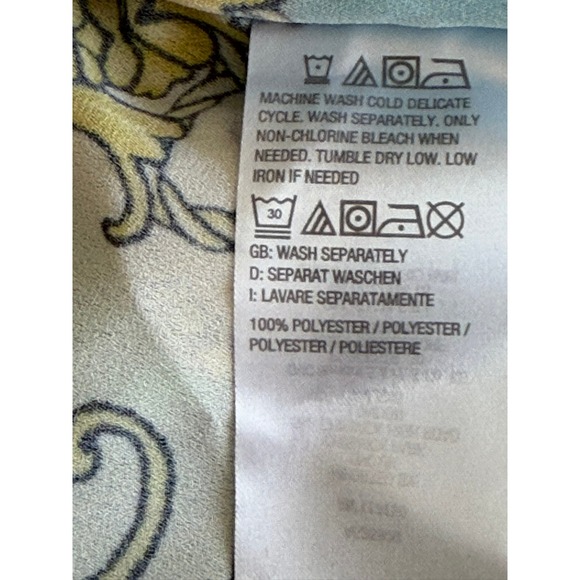 MACHINE WASH COLD DELICATE
CYCLE. WASH SEPARATELY. ONLY
NON-CHLORINE BLEACH WHEN
NEEDED. TUMBLE DRY LOW. LOW
IRON IF NEEDED
30
GB: WASH SEPARATELY
D: SEPARAT WASCHEN
I: LAVARE SEPARATAMENTE
100% POLYESTER / POLYESTER /
POLYESTER / POLIESTERE